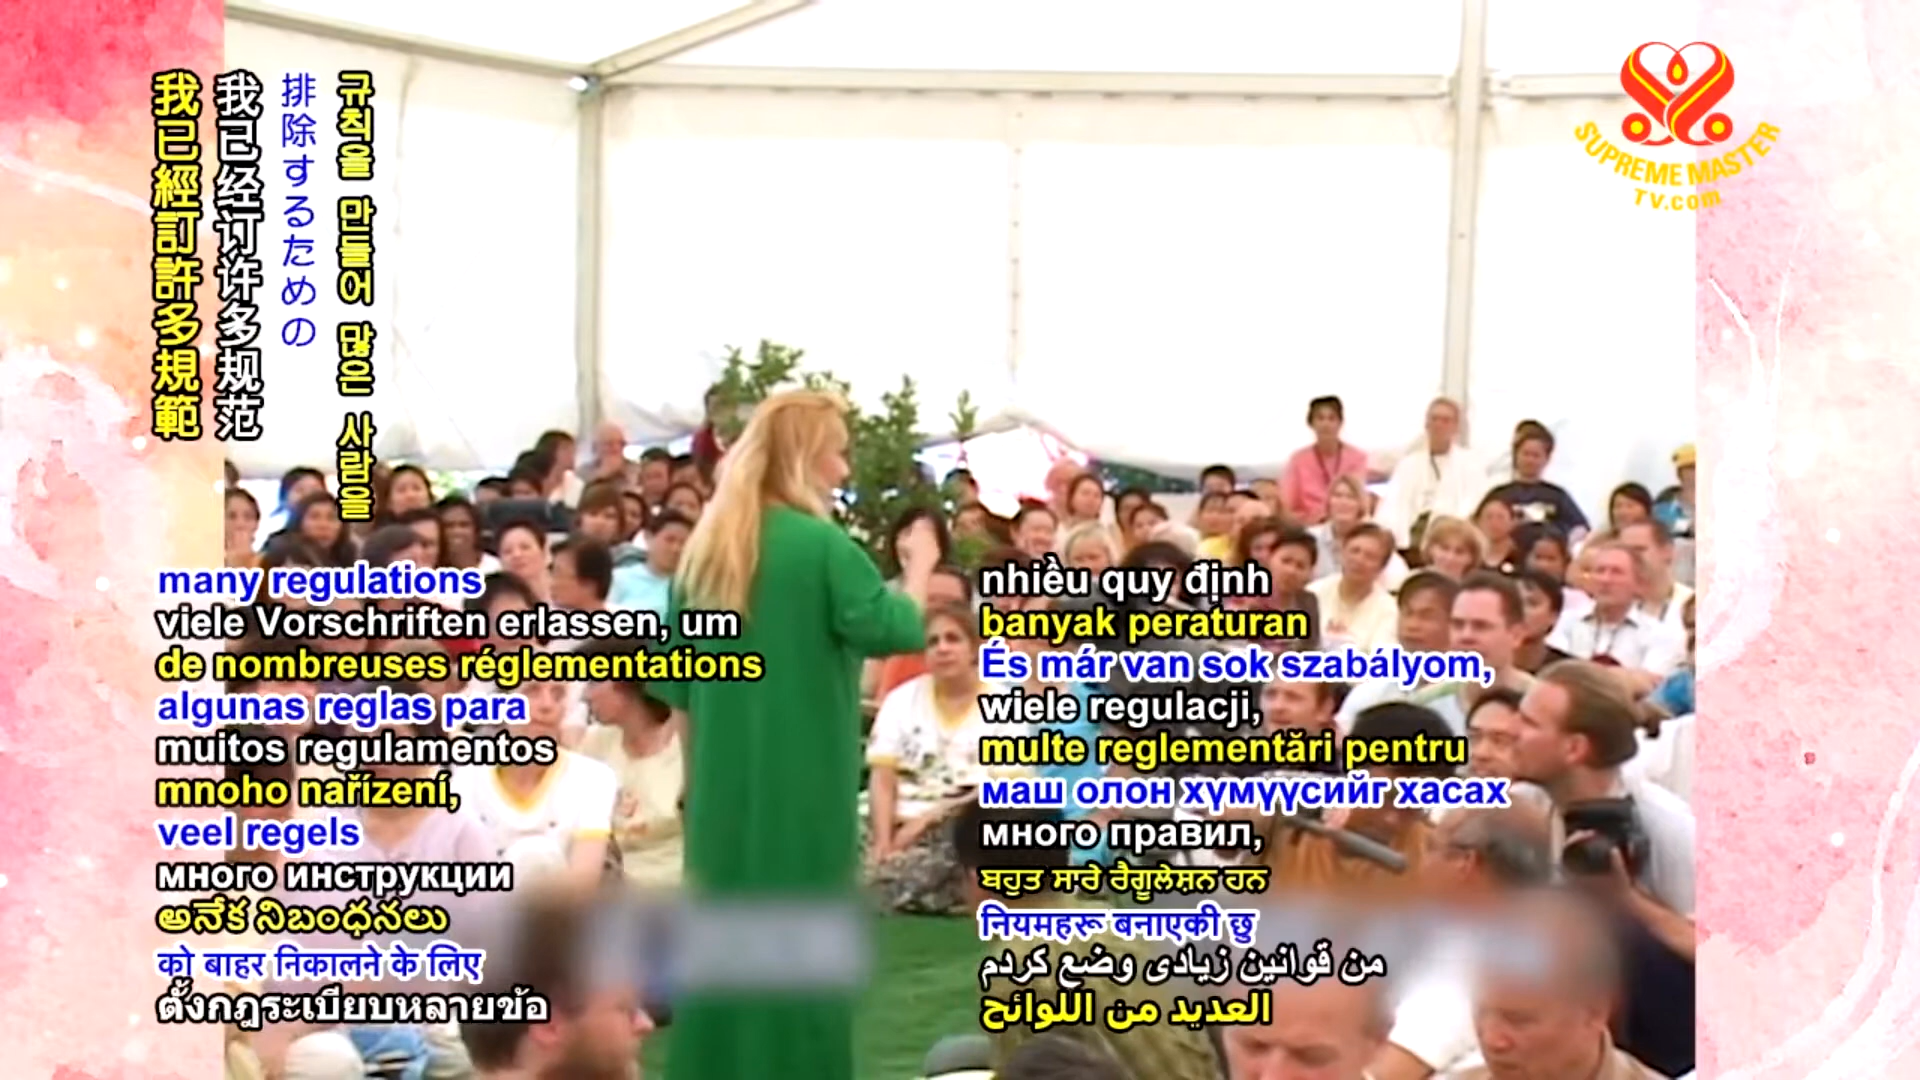 我已經訂許多規範
我已经订许多规范
排除するための
규칙을 만들어 많은 사람을
SUPREME MASTER
TV.com
many regulations
viele Vorschriften erlassen, um
de nombreuses réglementations
algunas reglas para
muitos regulamentos
mnoho nařízení,
veel regels
много инструкции
అనేక నిబంధనలు
को बाहर निकालने के लिए
ตั้งกฎระเบียบหลายข้อ
nhiều quy định
banyak peraturan
És már van sok szabályom,
wiele regulacji,
multe reglementări pentru
маш олон хүмүүсийг хасах
много правил,
ਬਹੁਤ ਸਾਰੇ ਰੈਗੂਲੇਸ਼ਨ ਹਨ
नियमहरू बनाएकी छु
من قوانین زیادی وضع کردم
العديد من اللوائح